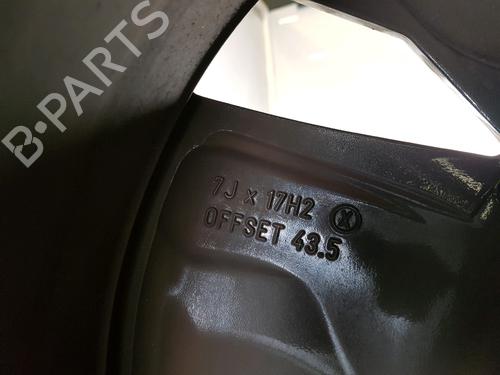 B-PARTS
7J x 17H2 X
OFFSET 43.5